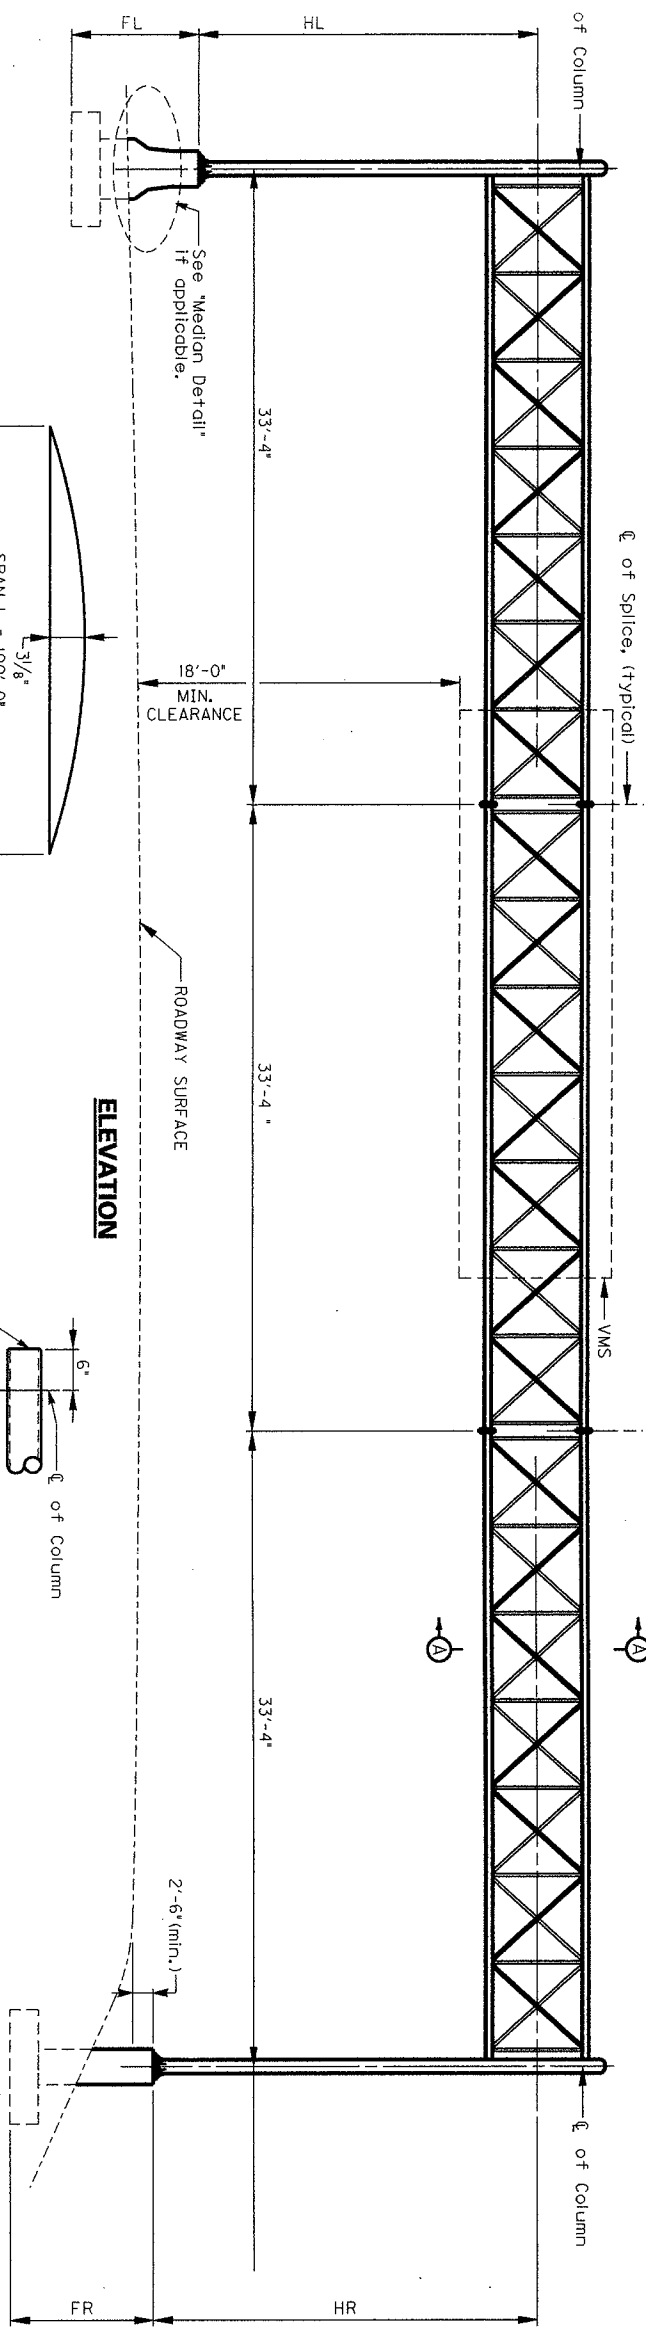 of Column
℄ of Splice, (typical)
℄ of Column
HL
FL
See "Median Detail"
if applicable.
33'-4"
18'-0"
MIN.
CLEARANCE
33'-4 "
33'-4"
VMS
A
A
ROADWAY SURFACE
2'-6"(min.)
HR
FR
ELEVATION
3⅛"
6"
℄ of Column